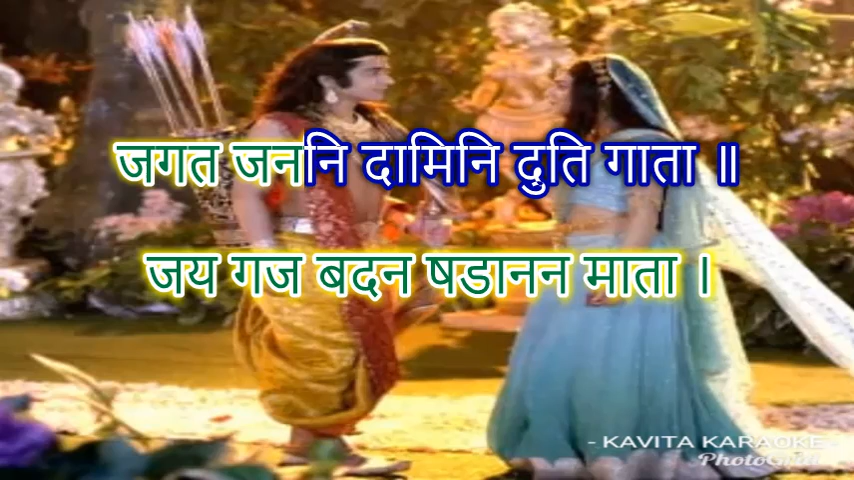 जगत जननि दामिनि दुति गाता ॥
जय गज बदन षडानन माता ।
- KAVITA KARAOKE -
PhotoGrid